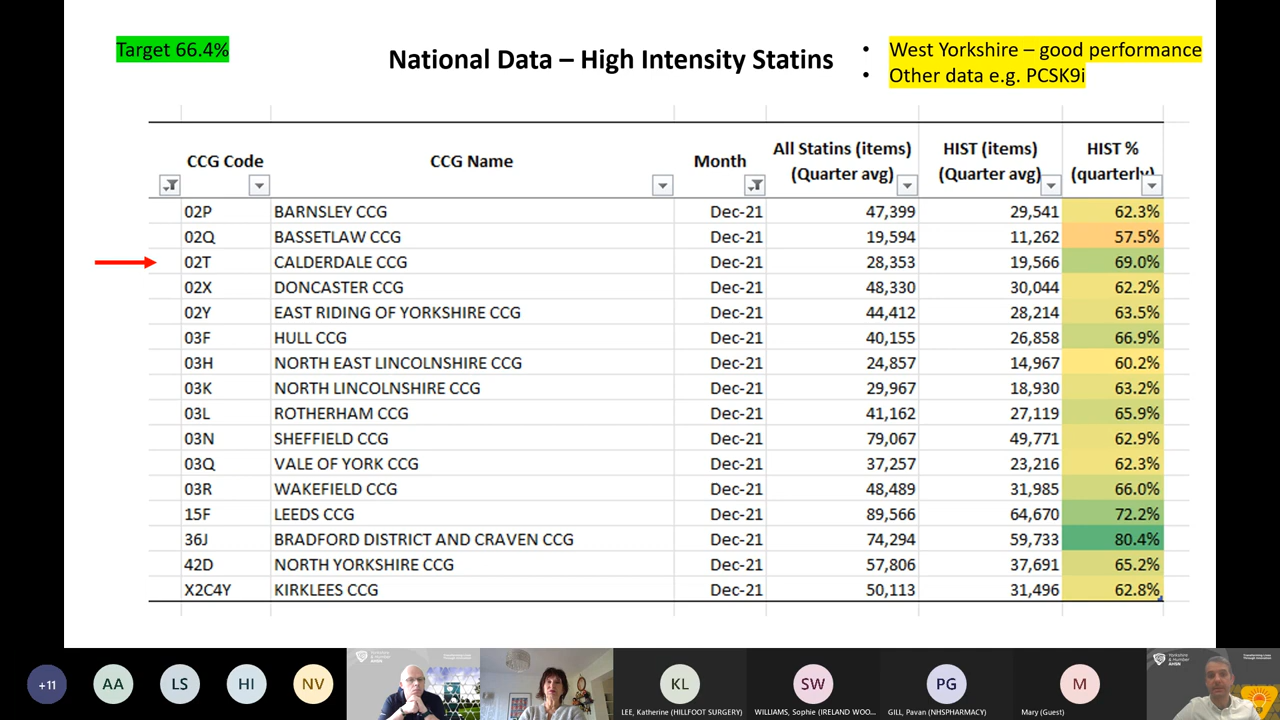 Target 66.4%
National Data – High Intensity Statins
• West Yorkshire – good performance
• Other data e.g. PCSK9i
CCG Code CCG Name Month All Statins (items) (Quarter avg) HIST (items) (Quarter avg) HIST % (quarterly)
02P BARNSLEY CCG Dec-21 47,399 29,541 62.3%
02Q BASSETLAW CCG Dec-21 19,594 11,262 57.5%
02T CALDERDALE CCG Dec-21 28,353 19,566 69.0%
02X DONCASTER CCG Dec-21 48,330 30,044 62.2%
02Y EAST RIDING OF YORKSHIRE CCG Dec-21 44,412 28,214 63.5%
03F HULL CCG Dec-21 40,155 26,858 66.9%
03H NORTH EAST LINCOLNSHIRE CCG Dec-21 24,857 14,967 60.2%
03K NORTH LINCOLNSHIRE CCG Dec-21 29,967 18,930 63.2%
03L ROTHERHAM CCG Dec-21 41,162 27,119 65.9%
03N SHEFFIELD CCG Dec-21 79,067 49,771 62.9%
03Q VALE OF YORK CCG Dec-21 37,257 23,216 62.3%
03R WAKEFIELD CCG Dec-21 48,489 31,985 66.0%
15F LEEDS CCG Dec-21 89,566 64,670 72.2%
36J BRADFORD DISTRICT AND CRAVEN CCG Dec-21 74,294 59,733 80.4%
42D NORTH YORKSHIRE CCG Dec-21 57,806 37,691 65.2%
X2C4Y KIRKLEES CCG Dec-21 50,113 31,496 62.8%
+11 AA LS HI NV KL SW PG M
LEE, Katherine (HILLFOOT SURGERY) WILLIAMS, Sophie (IRELAND WOO... GILL, Pavan (NHSPHARMACY) Mary (Guest)